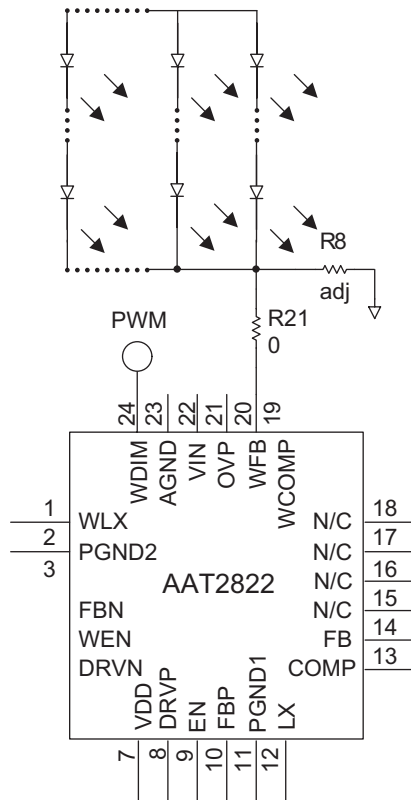 R8
adj
R21
0
PWM
24
23
22
21
20
19
WDIM
AGND
VIN
OVP
WFB
WCOMP
1
WLX
N/C
18
2
PGND2
N/C
17
3
N/C
16
AAT2822
FBN
N/C
15
WEN
FB
14
DRVN
COMP
13
VDD
DRVP
EN
FBP
PGND1
LX
7
8
9
10
11
12